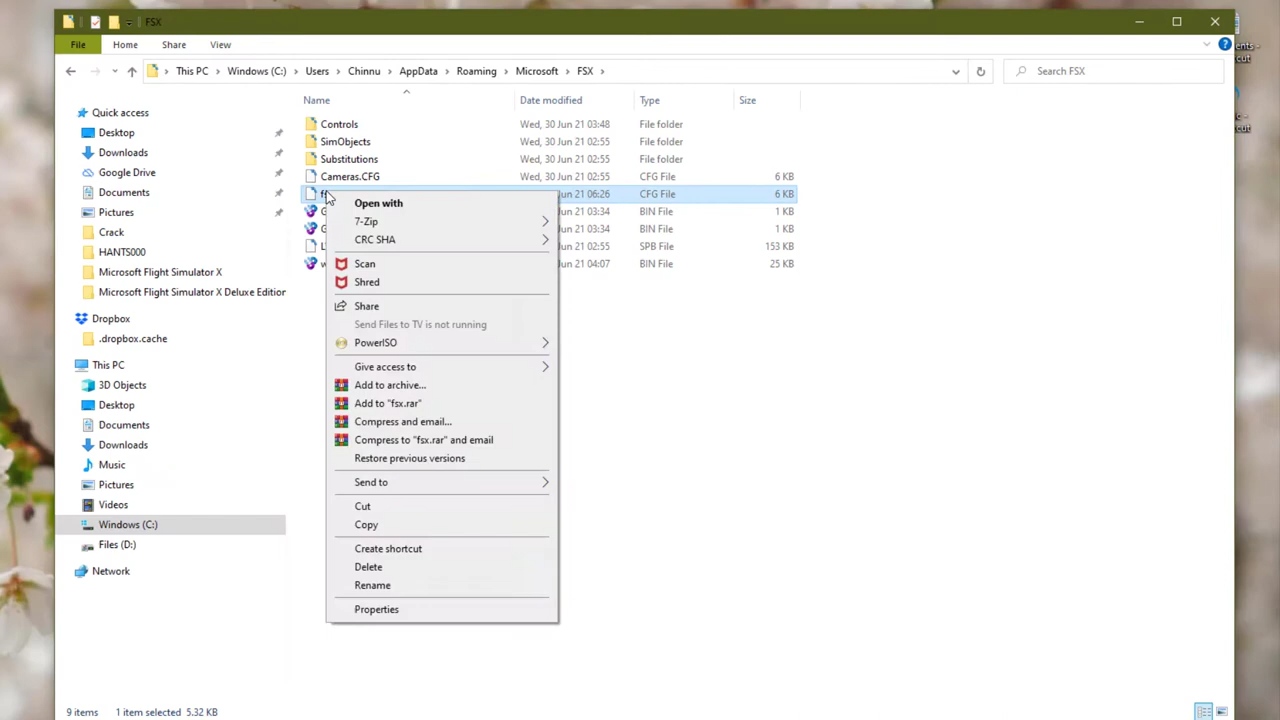 FSX
File Home Share View
This PC Windows (C:) Users Chinnu AppData Roaming Microsoft FSX
Search FSX
Name Date modified Type Size
Quick access
Desktop
Downloads
Google Drive
Documents
Pictures
Crack
HANTS000
Microsoft Flight Simulator X
Microsoft Flight Simulator X Deluxe Edition
Dropbox
.dropbox.cache
This PC
3D Objects
Desktop
Documents
Downloads
Music
Pictures
Videos
Windows (C:)
Files (D:)
Network
Controls Wed, 30 Jun 21 03:48 File folder
SimObjects Wed, 30 Jun 21 02:55 File folder
Substitutions Wed, 30 Jun 21 02:55 File folder
Cameras.CFG Wed, 30 Jun 21 02:55 CFG File 6 KB
Jun 21 06:26 CFG File 6 KB
Jun 21 03:34 BIN File 1 KB
Jun 21 03:34 BIN File 1 KB
Jun 21 02:55 SPB File 153 KB
Jun 21 04:07 BIN File 25 KB
Open with
7-Zip
CRC SHA
Scan
Shred
Share
Send Files to TV is not running
PowerISO
Give access to
Add to archive...
Add to "fsx.rar"
Compress and email...
Compress to "fsx.rar" and email
Restore previous versions
Send to
Cut
Copy
Create shortcut
Delete
Rename
Properties
9 items 1 item selected 5.32 KB